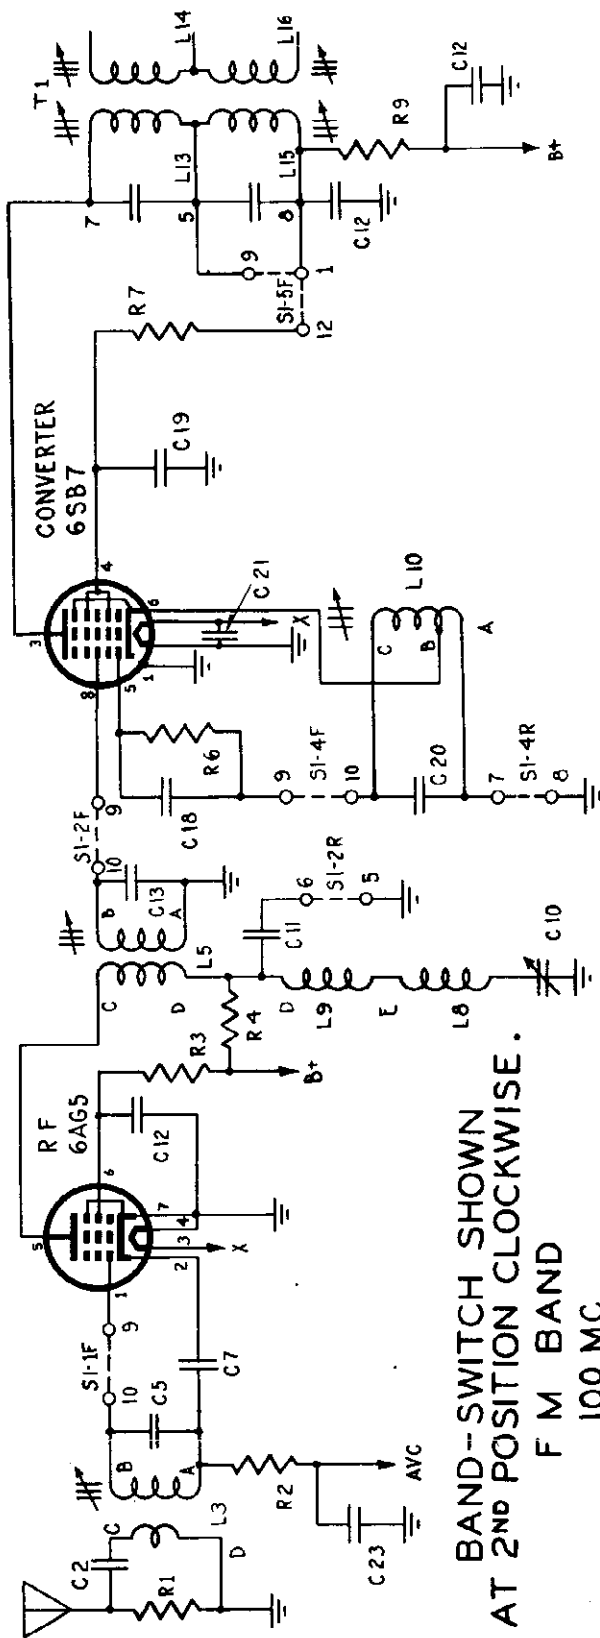 BAND-SWITCH SHOWN
AT 2ND POSITION CLOCKWISE.
F M BAND
100 MC
RF
6AG5
CONVERTER
6SB7
C2
R1
C
D
L3
B
A
C5
10
S1-1F
9
C7
R2
C23
AVC
1
2
3
4
5
6
7
X
C12
R3
R4
B+
C
D
L5
B
A
C13
10
S1-2F
9
C11
6
S1-2R
5
D
L9
E
L8
C10
8
5
1
3
4
6
C18
R6
9
S1-4F
10
C20
C
B
A
L10
7
S1-4R
8
C21
X
C19
R7
12
S1-5F
1
9
7
5
8
L13
L15
C12
T1
L14
L16
R9
C12
B+